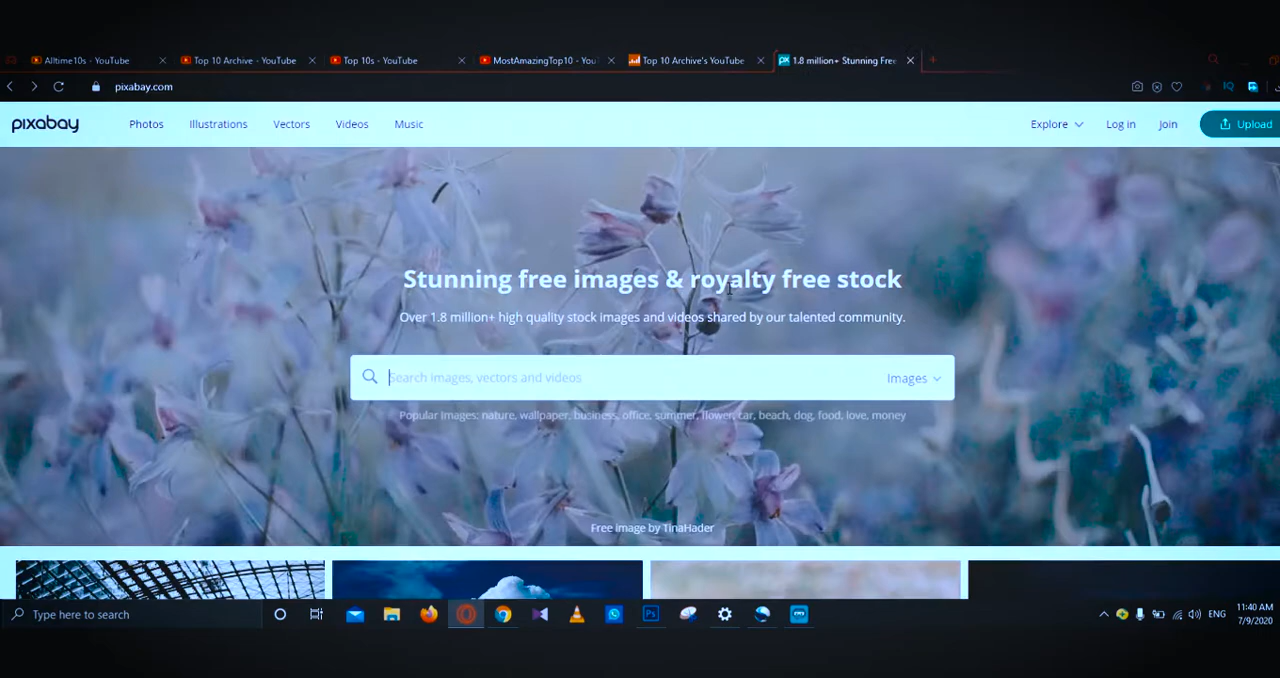 Alltime10s - YouTube
Top 10 Archive - YouTube
Top 10s - YouTube
MostAmazingTop10 - You
Top 10 Archive's YouTube
1.8 million+ Stunning Free
pixabay.com
pixabay
Photos
Illustrations
Vectors
Videos
Music
Explore
Log in
Join
Upload
Stunning free images & royalty free stock
Over 1.8 million+ high quality stock images and videos shared by our talented community.
Search images, vectors and videos
Images
Popular Images: nature, wallpaper, business, office, summer, flower, car, beach, dog, food, love, money
Free image by TinaHader
Type here to search
Ps
ENG
11:40 AM
7/9/2020